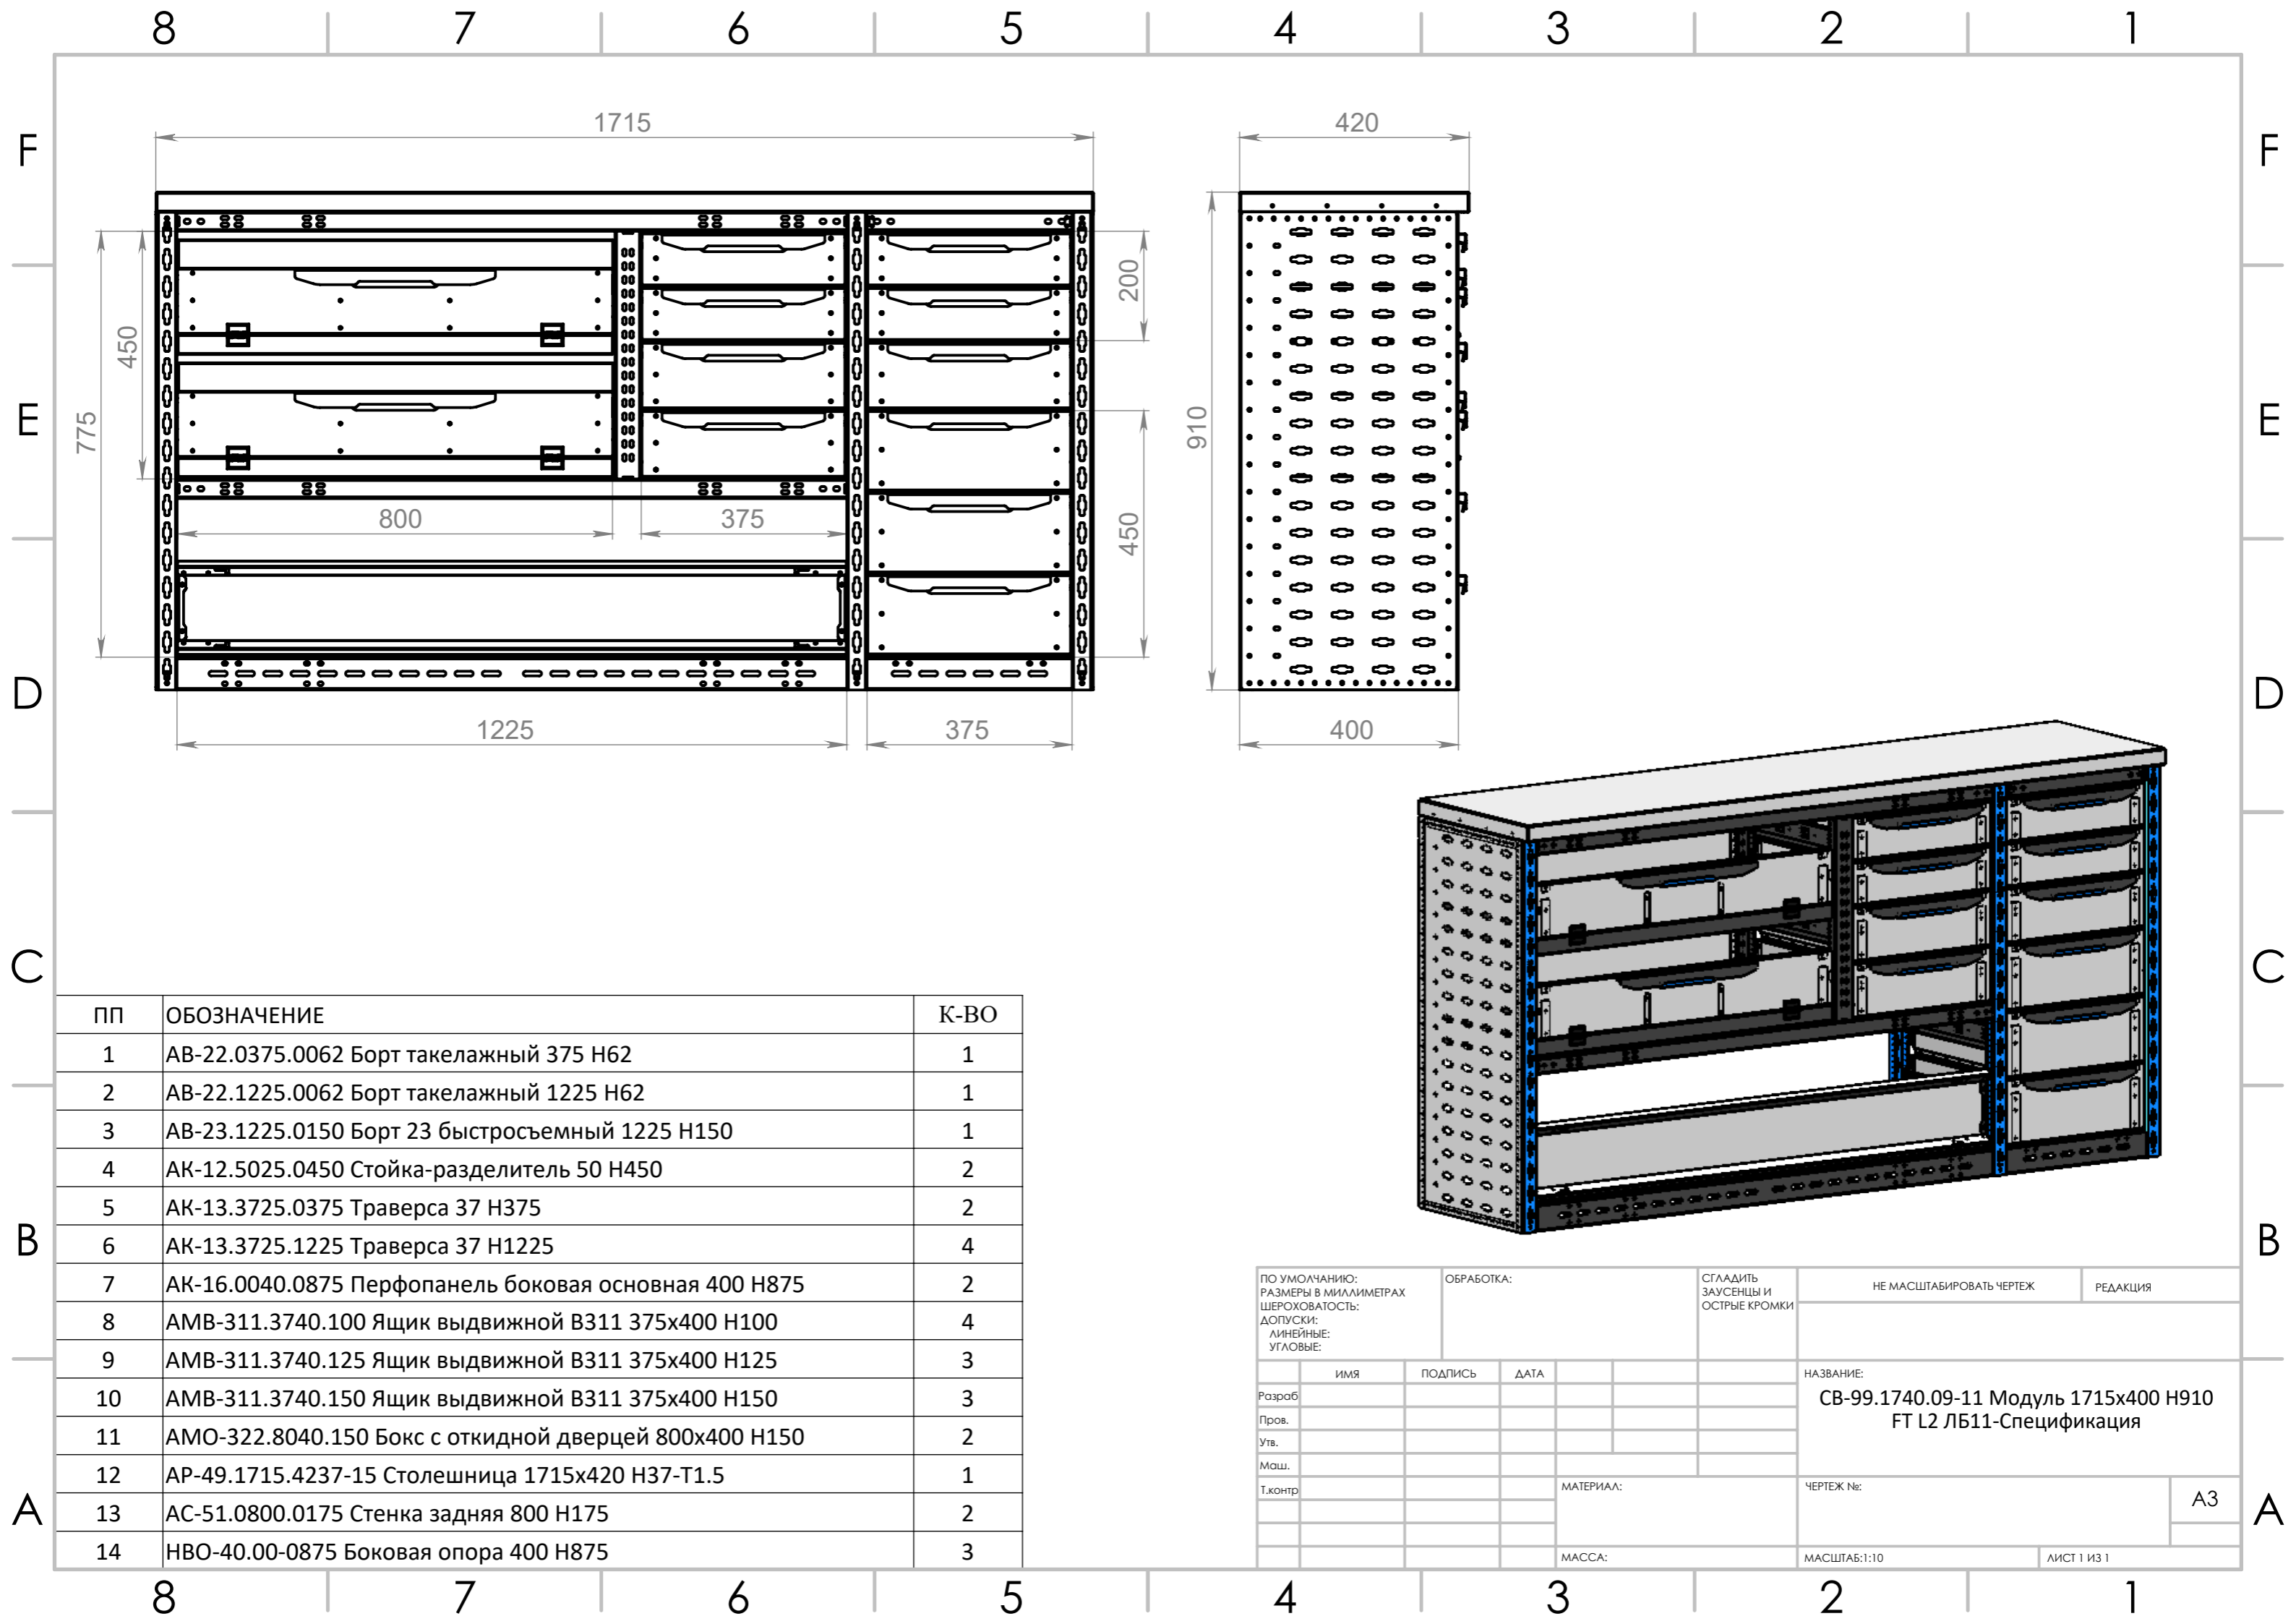 8 7 6 5 4 3 2 1
F F
1715
420
200
450
775
910
E E
800
375
450
D D
1225
375
400
C C
ПП ОБОЗНАЧЕНИЕ К-ВО
1 АВ-22.0375.0062 Борт такелажный 375 Н62 1
2 АВ-22.1225.0062 Борт такелажный 1225 Н62 1
3 АВ-23.1225.0150 Борт 23 быстросъемный 1225 Н150 1
4 АК-12.5025.0450 Стойка-разделитель 50 Н450 2
5 АК-13.3725.0375 Траверса 37 Н375 2
6 АК-13.3725.1225 Траверса 37 Н1225 4
7 АК-16.0040.0875 Перфопанель боковая основная 400 Н875 2
8 АМВ-311.3740.100 Ящик выдвижной В311 375х400 Н100 4
9 АМВ-311.3740.125 Ящик выдвижной В311 375х400 Н125 3
10 АМВ-311.3740.150 Ящик выдвижной В311 375х400 Н150 3
11 АМО-322.8040.150 Бокс с откидной дверцей 800х400 Н150 2
12 АР-49.1715.4237-15 Столешница 1715х420 Н37-Т1.5 1
13 АС-51.0800.0175 Стенка задняя 800 Н175 2
14 НВО-40.00-0875 Боковая опора 400 Н875 3
B B
ПО УМОЛЧАНИЮ:
РАЗМЕРЫ В МИЛЛИМЕТРАХ
ШЕРОХОВАТОСТЬ:
ДОПУСКИ:
ЛИНЕЙНЫЕ:
УГЛОВЫЕ:
ОБРАБОТКА:
СГЛАДИТЬ
ЗАУСЕНЦЫ И
ОСТРЫЕ КРОМКИ
НЕ МАСШТАБИРОВАТЬ ЧЕРТЕЖ
РЕДАКЦИЯ
ИМЯ ПОДПИСЬ ДАТА
Разраб
Пров.
Утв.
Маш.
Т.контр
НАЗВАНИЕ:
СВ-99.1740.09-11 Модуль 1715х400 Н910
FT L2 ЛБ11-Спецификация
МАТЕРИАЛ:
ЧЕРТЕЖ №:
А3
МАССА:
МАСШТАБ:1:10
ЛИСТ 1 ИЗ 1
A A
8 7 6 5 4 3 2 1